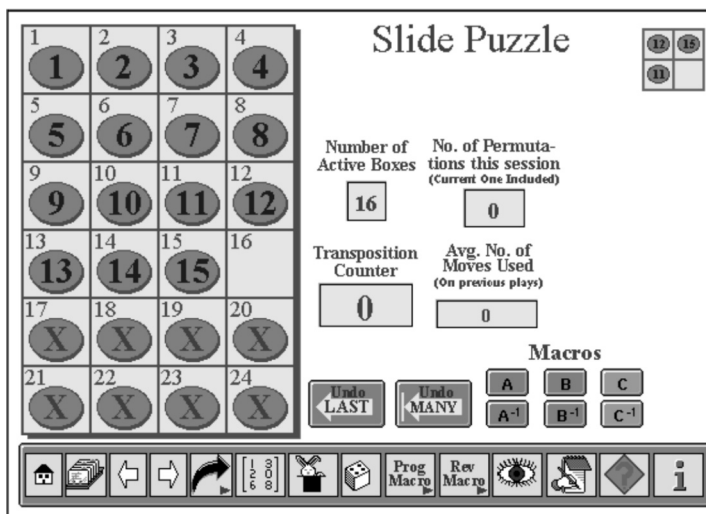 Slide Puzzle
1 2 3 4
1 2 3 4
5 6 7 8
5 6 7 8
9 10 11 12
9 10 11 12
13 14 15 16
13 14 15
17 18 19 20
X X X X
21 22 23 24
X X X X
12 15
11
Number of
Active Boxes
16
No. of Permuta-
tions this session
(Current One Included)
0
Transposition
Counter
0
Avg. No. of
Moves Used
(On previous plays)
0
Undo
LAST
Undo
MANY
Macros
A B C
A-1 B-1 C-1
1 3
2 0
6 8
Prog
Macro
Rev
Macro
?
i